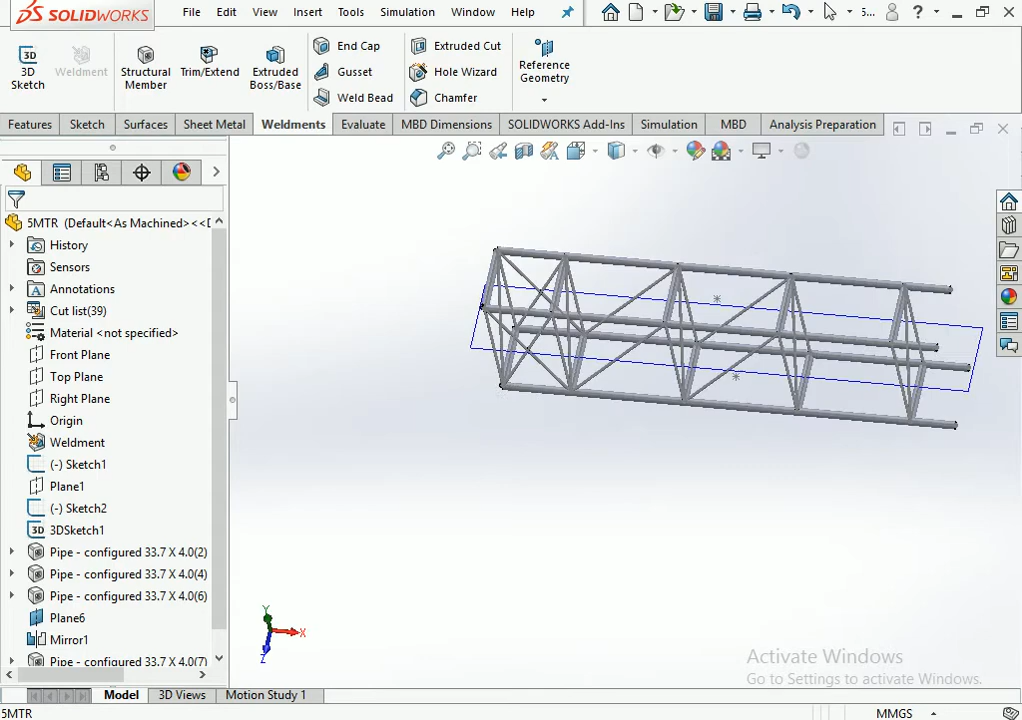 SOLIDWORKS File Edit View Insert Tools Simulation Window Help 5... ?
3D Sketch
Weldment
Structural Member
Trim/Extend
Extruded Boss/Base
End Cap
Gusset
Weld Bead
Extruded Cut
Hole Wizard
Chamfer
Reference Geometry
Features Sketch Surfaces Sheet Metal Weldments Evaluate MBD Dimensions SOLIDWORKS Add-Ins Simulation MBD Analysis Preparation
5MTR (Default<As Machined><<D
History
Sensors
Annotations
Cut list(39)
Material <not specified>
Front Plane
Top Plane
Right Plane
Origin
Weldment
(-) Sketch1
Plane1
(-) Sketch2
3D 3DSketch1
Pipe - configured 33.7 X 4.0(2)
Pipe - configured 33.7 X 4.0(4)
Pipe - configured 33.7 X 4.0(6)
Plane6
Mirror1
Pipe - configured 33.7 X 4.0(7)
Y
X
Z
Activate Windows
Go to Settings to activate Windows.
Model 3D Views Motion Study 1
5MTR MMGS